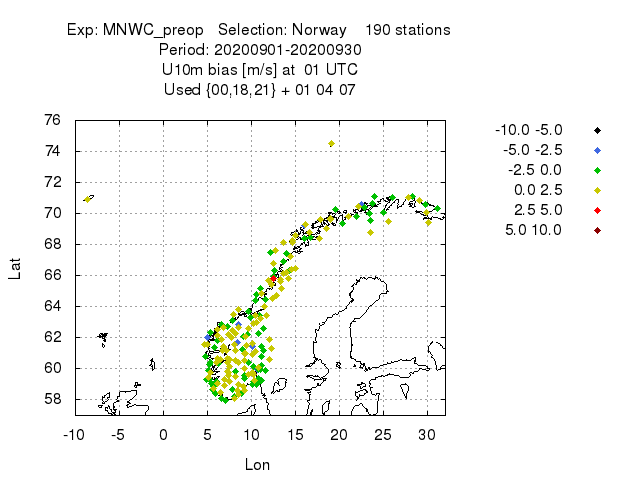 Exp: MNWC_preop   Selection: Norway    190 stations
Period: 20200901-20200930
U10m bias [m/s] at  01 UTC
Used {00,18,21} + 01 04 07
76
74
72
70
68
66
64
62
60
58
Lat
-10 -5 0 5 10 15 20 25 30
Lon
-10.0 -5.0
-5.0 -2.5
-2.5 0.0
0.0 2.5
2.5 5.0
5.0 10.0